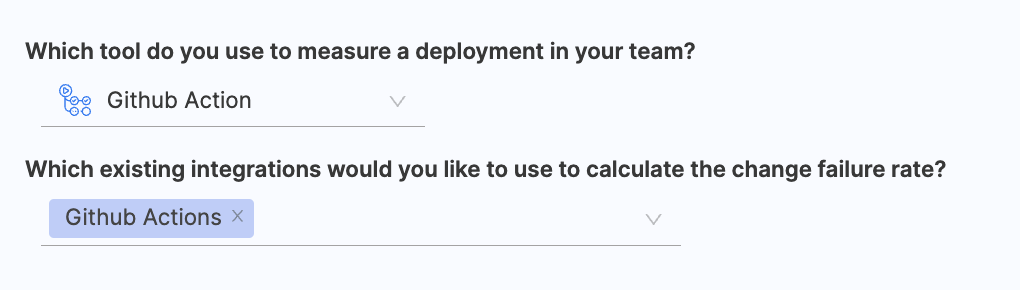 Which tool do you use to measure a deployment in your team?
Github Action
Which existing integrations would you like to use to calculate the change failure rate?
Github Actions